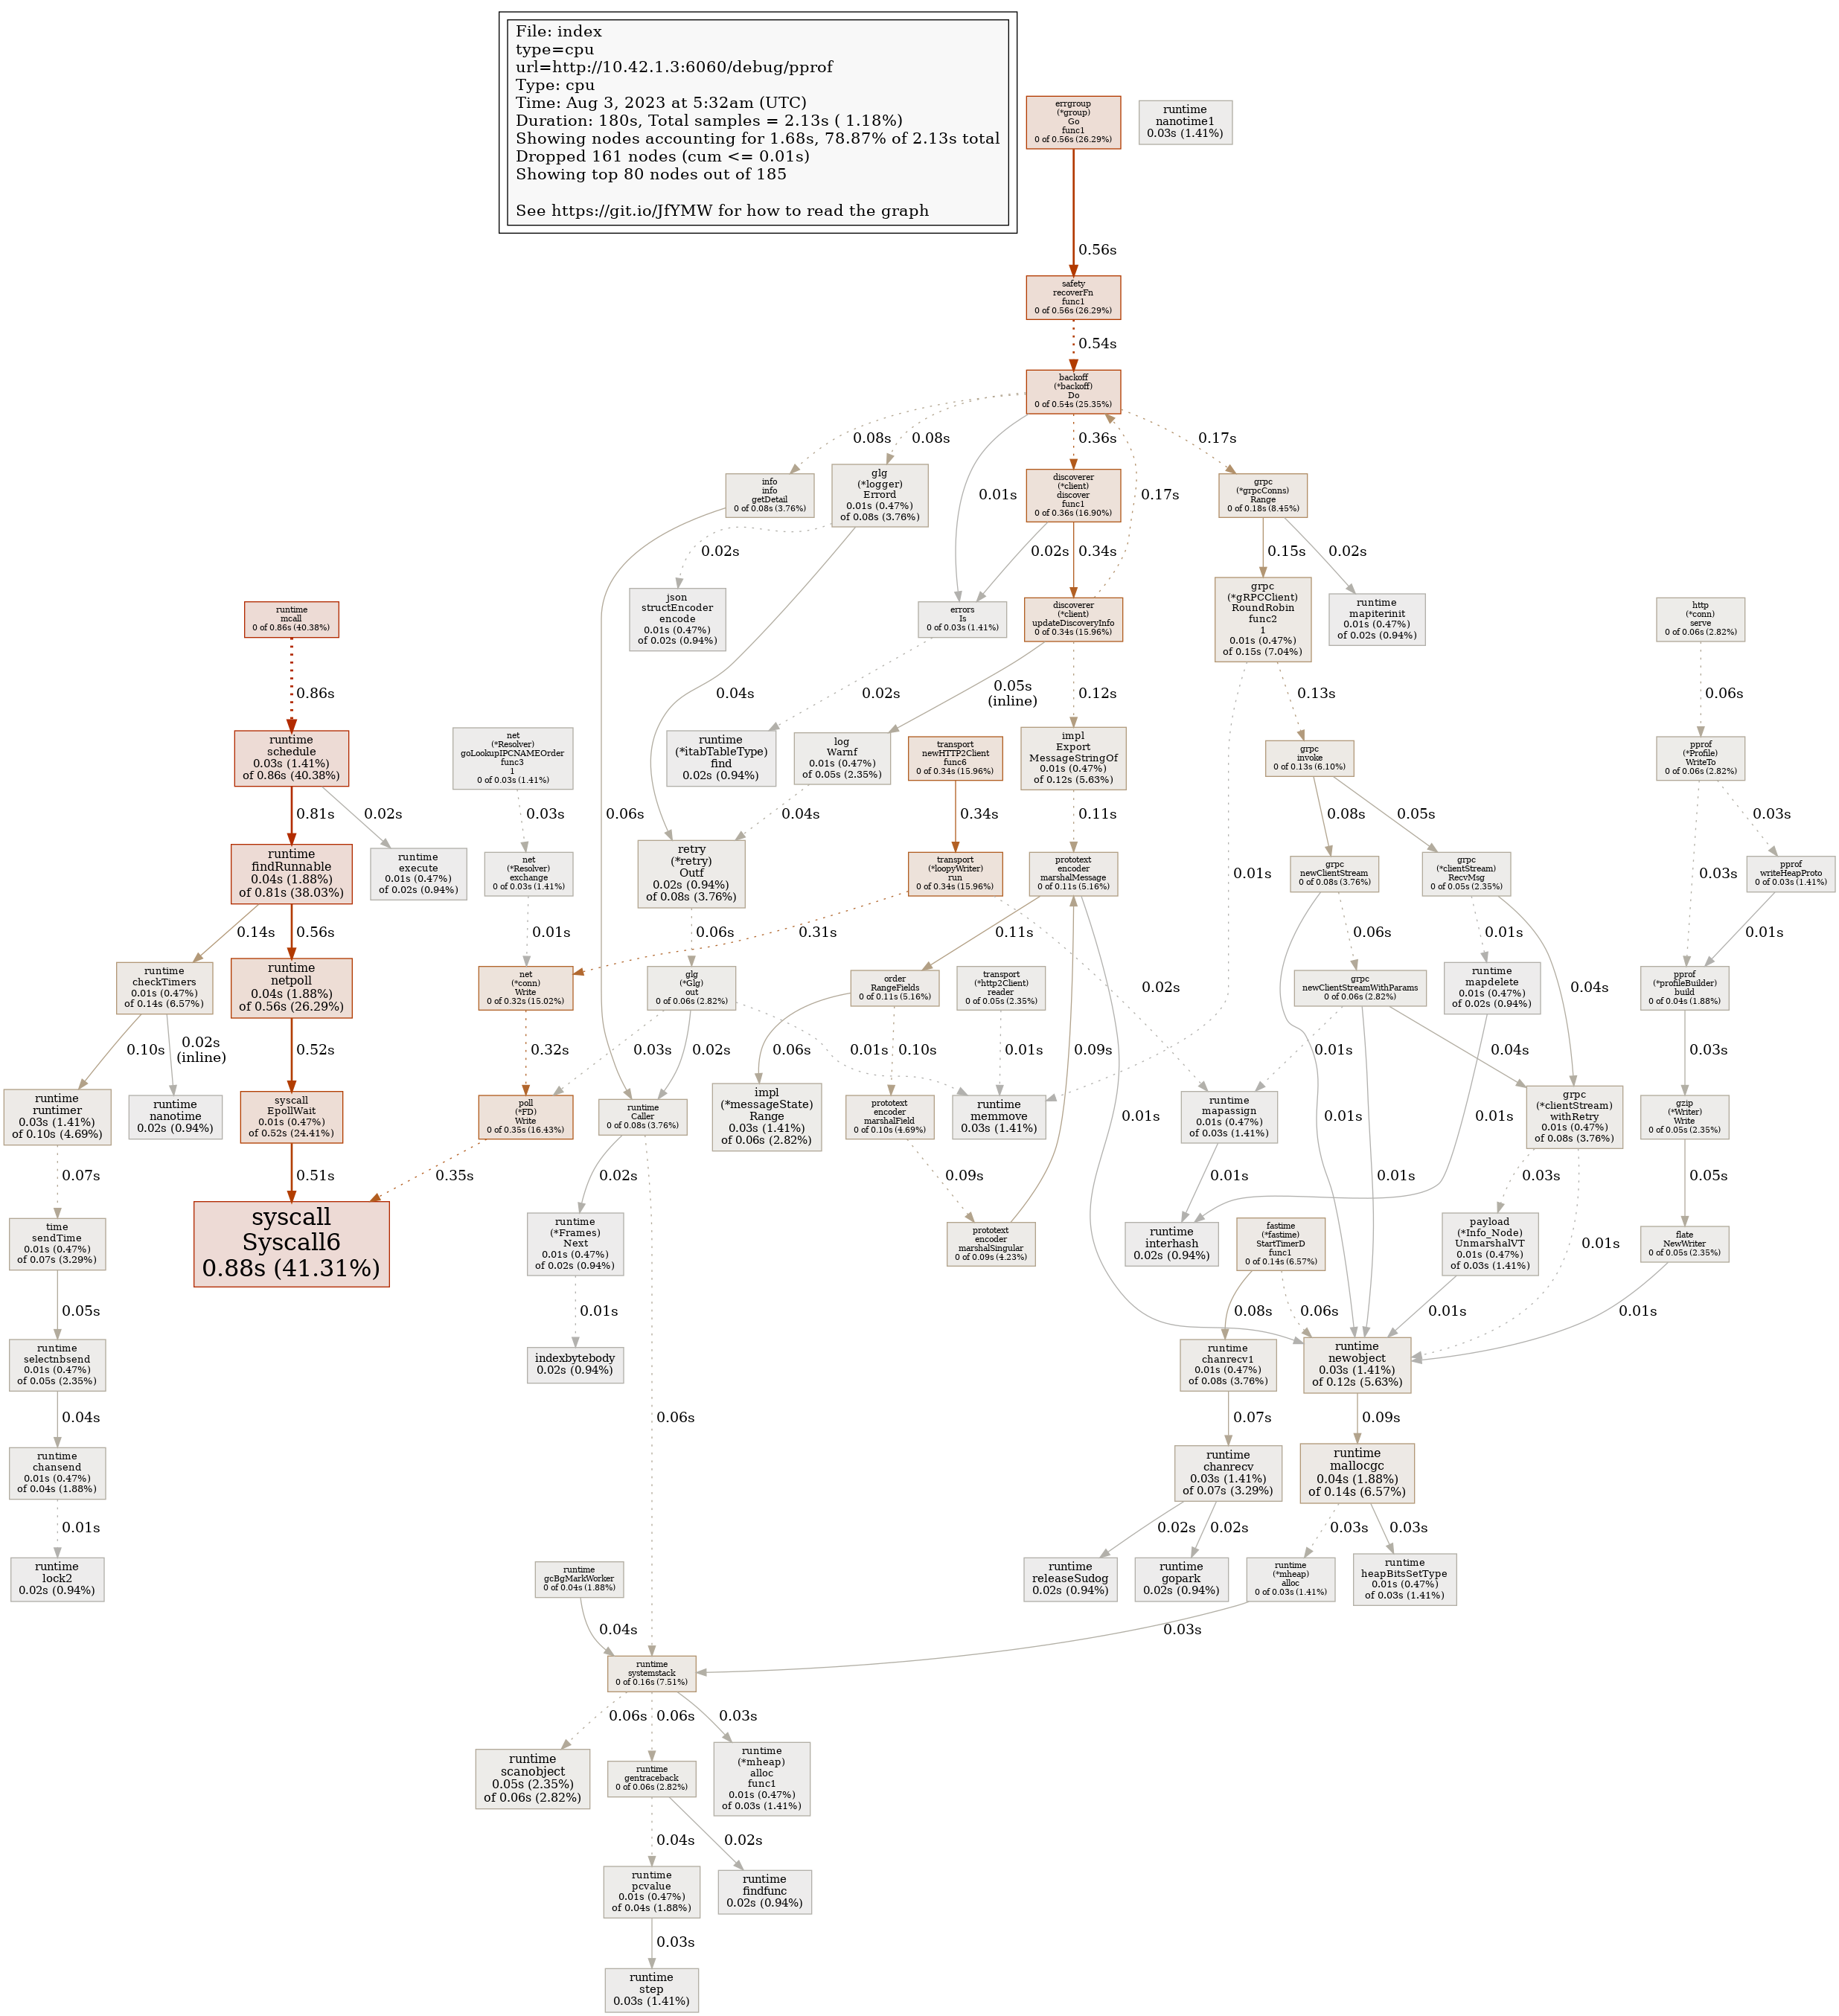 File: index
type=cpu
url=http://10.42.1.3:6060/debug/pprof
Type: cpu
Time: Aug 3, 2023 at 5:32am (UTC)
Duration: 180s, Total samples = 2.13s ( 1.18%)
Showing nodes accounting for 1.68s, 78.87% of 2.13s total
Dropped 161 nodes (cum <= 0.01s)
Showing top 80 nodes out of 185
See https://git.io/JfYMW for how to read the graph
errgroup
(*group)
Go
func1
0 of 0.56s (26.29%)
runtime
nanotime1
0.03s (1.41%)
0.56s
safety
recoverFn
func1
0 of 0.56s (26.29%)
0.54s
backoff
(*backoff)
Do
0 of 0.54s (25.35%)
0.08s
0.08s
0.36s
0.17s
info
info
getDetail
0 of 0.08s (3.76%)
glg
(*logger)
Errord
0.01s (0.47%)
of 0.08s (3.76%)
0.01s
discoverer
(*client)
discover
func1
0 of 0.36s (16.90%)
0.17s
grpc
(*grpcConns)
Range
0 of 0.18s (8.45%)
0.02s
0.02s
0.34s
0.15s
0.02s
json
structEncoder
encode
0.01s (0.47%)
of 0.02s (0.94%)
errors
Is
0 of 0.03s (1.41%)
discoverer
(*client)
updateDiscoveryInfo
0 of 0.34s (15.96%)
grpc
(*gRPCClient)
RoundRobin
func2
1
0.01s (0.47%)
of 0.15s (7.04%)
runtime
mapiterinit
0.01s (0.47%)
of 0.02s (0.94%)
runtime
mcall
0 of 0.86s (40.38%)
http
(*conn)
serve
0 of 0.06s (2.82%)
0.86s
0.04s
0.02s
0.05s
(inline)
0.12s
0.13s
0.06s
runtime
schedule
0.03s (1.41%)
of 0.86s (40.38%)
net
(*Resolver)
goLookupIPCNAMEOrder
func3
1
0 of 0.03s (1.41%)
runtime
(*itabTableType)
find
0.02s (0.94%)
log
Warnf
0.01s (0.47%)
of 0.05s (2.35%)
transport
newHTTP2Client
func6
0 of 0.34s (15.96%)
impl
Export
MessageStringOf
0.01s (0.47%)
of 0.12s (5.63%)
grpc
invoke
0 of 0.13s (6.10%)
pprof
(*Profile)
WriteTo
0 of 0.06s (2.82%)
0.81s
0.02s
0.03s
0.06s
0.04s
0.34s
0.11s
0.08s
0.05s
0.03s
runtime
findRunnable
0.04s (1.88%)
of 0.81s (38.03%)
runtime
execute
0.01s (0.47%)
of 0.02s (0.94%)
net
(*Resolver)
exchange
0 of 0.03s (1.41%)
retry
(*retry)
Outf
0.02s (0.94%)
of 0.08s (3.76%)
transport
(*loopyWriter)
run
0 of 0.34s (15.96%)
prototext
encoder
marshalMessage
0 of 0.11s (5.16%)
0.01s
grpc
newClientStream
0 of 0.08s (3.76%)
grpc
(*clientStream)
RecvMsg
0 of 0.05s (2.35%)
0.03s
pprof
writeHeapProto
0 of 0.03s (1.41%)
0.14s
0.56s
0.01s
0.06s
0.31s
0.11s
0.06s
0.01s
0.01s
runtime
checkTimers
0.01s (0.47%)
of 0.14s (6.57%)
runtime
netpoll
0.04s (1.88%)
of 0.56s (26.29%)
net
(*conn)
Write
0 of 0.32s (15.02%)
glg
(*Glg)
out
0 of 0.06s (2.82%)
order
RangeFields
0 of 0.11s (5.16%)
transport
(*http2Client)
reader
0 of 0.05s (2.35%)
0.02s
grpc
newClientStreamWithParams
0 of 0.06s (2.82%)
runtime
mapdelete
0.01s (0.47%)
of 0.02s (0.94%)
0.04s
pprof
(*profileBuilder)
build
0 of 0.04s (1.88%)
0.10s
0.02s
(inline)
0.52s
0.32s
0.03s
0.02s
0.06s
0.01s
0.10s
0.01s
0.09s
0.01s
0.04s
0.03s
runtime
runtimer
0.03s (1.41%)
of 0.10s (4.69%)
runtime
nanotime
0.02s (0.94%)
syscall
EpollWait
0.01s (0.47%)
of 0.52s (24.41%)
poll
(*FD)
Write
0 of 0.35s (16.43%)
runtime
Caller
0 of 0.08s (3.76%)
impl
(*messageState)
Range
0.03s (1.41%)
of 0.06s (2.82%)
prototext
encoder
marshalField
0 of 0.10s (4.69%)
runtime
memmove
0.03s (1.41%)
0.01s
runtime
mapassign
0.01s (0.47%)
of 0.03s (1.41%)
0.01s
0.01s
grpc
(*clientStream)
withRetry
0.01s (0.47%)
of 0.08s (3.76%)
gzip
(*Writer)
Write
0 of 0.05s (2.35%)
0.07s
0.51s
0.35s
0.02s
0.09s
0.01s
0.01s
0.03s
0.05s
time
sendTime
0.01s (0.47%)
of 0.07s (3.29%)
syscall
Syscall6
0.88s (41.31%)
runtime
(*Frames)
Next
0.01s (0.47%)
of 0.02s (0.94%)
prototext
encoder
marshalSingular
0 of 0.09s (4.23%)
runtime
interhash
0.02s (0.94%)
fastime
(*fastime)
StartTimerD
func1
0 of 0.14s (6.57%)
payload
(*Info_Node)
UnmarshalVT
0.01s (0.47%)
of 0.03s (1.41%)
0.01s
flate
NewWriter
0 of 0.05s (2.35%)
0.05s
0.01s
0.08s
0.06s
0.01s
0.01s
runtime
selectnbsend
0.01s (0.47%)
of 0.05s (2.35%)
indexbytebody
0.02s (0.94%)
runtime
chanrecv1
0.01s (0.47%)
of 0.08s (3.76%)
runtime
newobject
0.03s (1.41%)
of 0.12s (5.63%)
0.04s
0.06s
0.07s
0.09s
runtime
chansend
0.01s (0.47%)
of 0.04s (1.88%)
runtime
chanrecv
0.03s (1.41%)
of 0.07s (3.29%)
runtime
mallocgc
0.04s (1.88%)
of 0.14s (6.57%)
0.01s
0.02s
0.02s
0.03s
0.03s
runtime
lock2
0.02s (0.94%)
runtime
gcBgMarkWorker
0 of 0.04s (1.88%)
runtime
releaseSudog
0.02s (0.94%)
runtime
gopark
0.02s (0.94%)
runtime
(*mheap)
alloc
0 of 0.03s (1.41%)
runtime
heapBitsSetType
0.01s (0.47%)
of 0.03s (1.41%)
0.04s
0.03s
runtime
systemstack
0 of 0.16s (7.51%)
0.06s
0.06s
0.03s
runtime
scanobject
0.05s (2.35%)
of 0.06s (2.82%)
runtime
gentraceback
0 of 0.06s (2.82%)
runtime
(*mheap)
alloc
func1
0.01s (0.47%)
of 0.03s (1.41%)
0.04s
0.02s
runtime
pcvalue
0.01s (0.47%)
of 0.04s (1.88%)
runtime
findfunc
0.02s (0.94%)
0.03s
runtime
step
0.03s (1.41%)